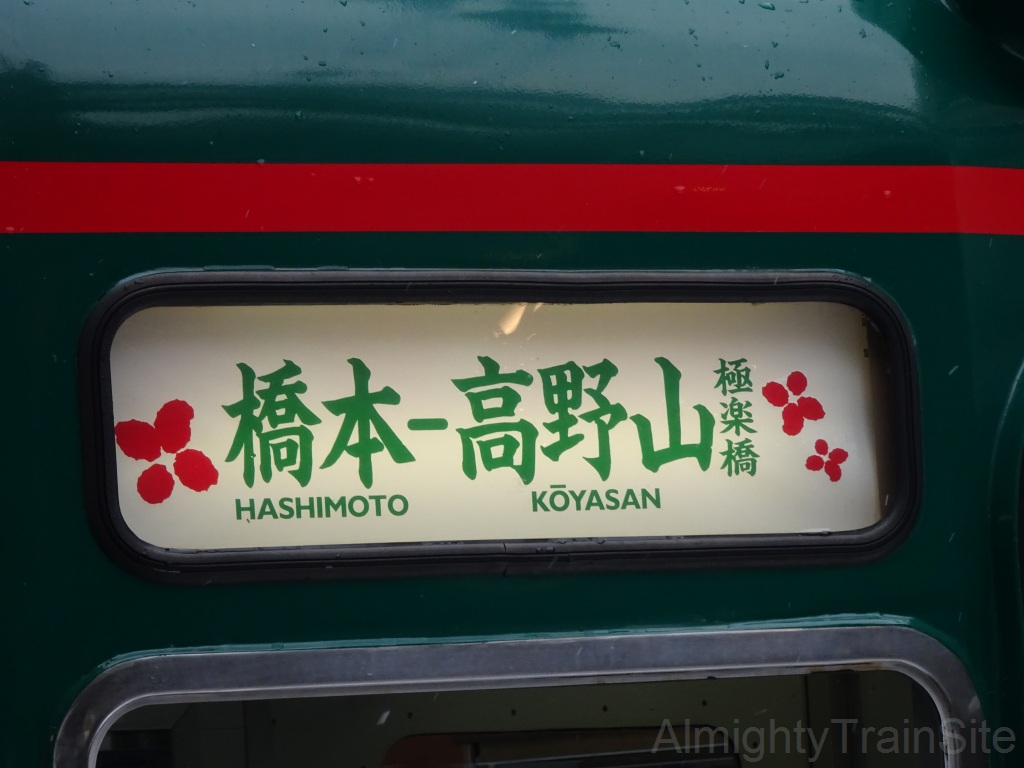 橋本-高野山 極楽橋
HASHIMOTO KŌYASAN
AlmightyTrainSite